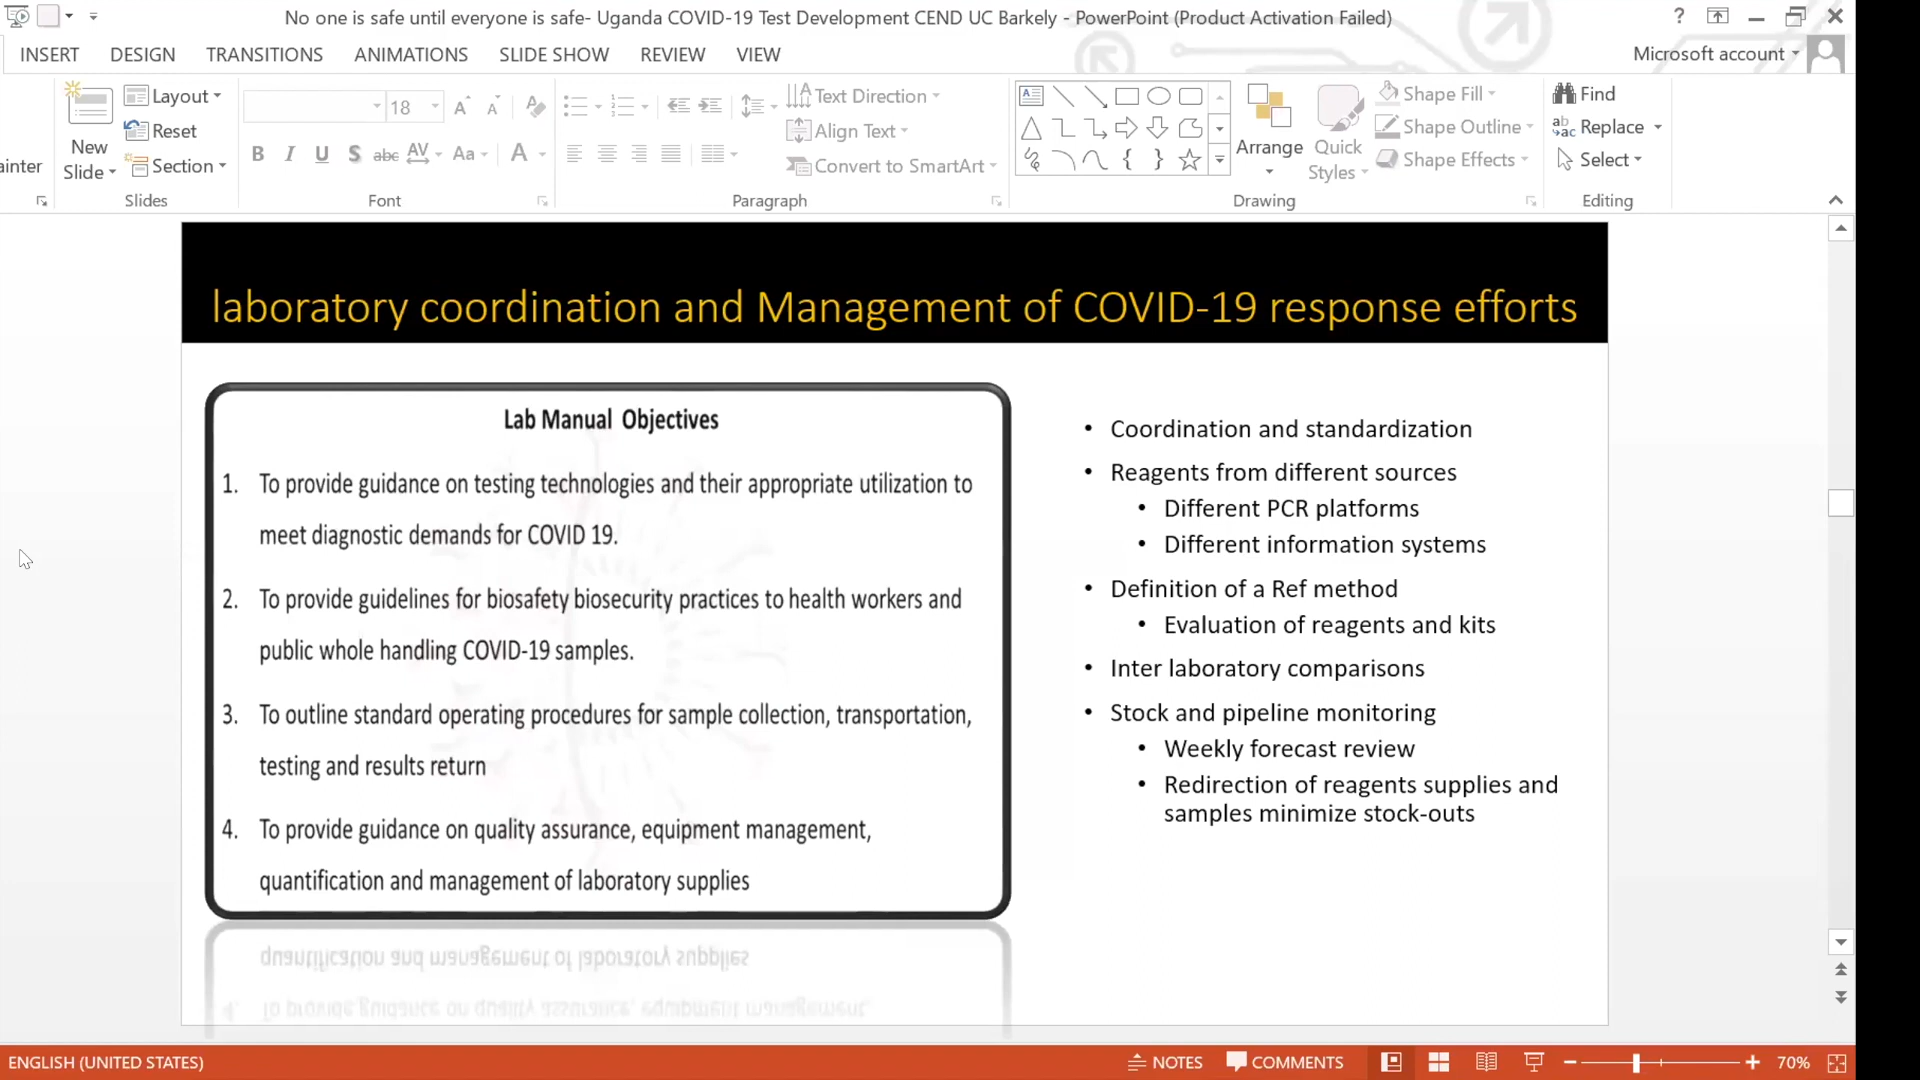 No one is safe until everyone is safe- Uganda COVID-19 Test Development CEND UC Barkely - PowerPoint (Product Activation Failed)
INSERT DESIGN TRANSITIONS ANIMATIONS SLIDE SHOW REVIEW VIEW Microsoft account
Layout 18 Text Direction Shape Fill Find
Reset Align Text Shape Outline Replace
New Slide Section Convert to SmartArt Arrange Quick Styles Shape Effects Select
ainter
Slides Font Paragraph Drawing Editing
laboratory coordination and Management of COVID-19 response efforts
Lab Manual Objectives
1. To provide guidance on testing technologies and their appropriate utilization to
meet diagnostic demands for COVID 19.
2. To provide guidelines for biosafety biosecurity practices to health workers and
public whole handling COVID-19 samples.
3. To outline standard operating procedures for sample collection, transportation,
testing and results return
4. To provide guidance on quality assurance, equipment management,
quantification and management of laboratory supplies
• Coordination and standardization
• Reagents from different sources
• Different PCR platforms
• Different information systems
• Definition of a Ref method
• Evaluation of reagents and kits
• Inter laboratory comparisons
• Stock and pipeline monitoring
• Weekly forecast review
• Redirection of reagents supplies and
samples minimize stock-outs
ENGLISH (UNITED STATES) NOTES COMMENTS 70%